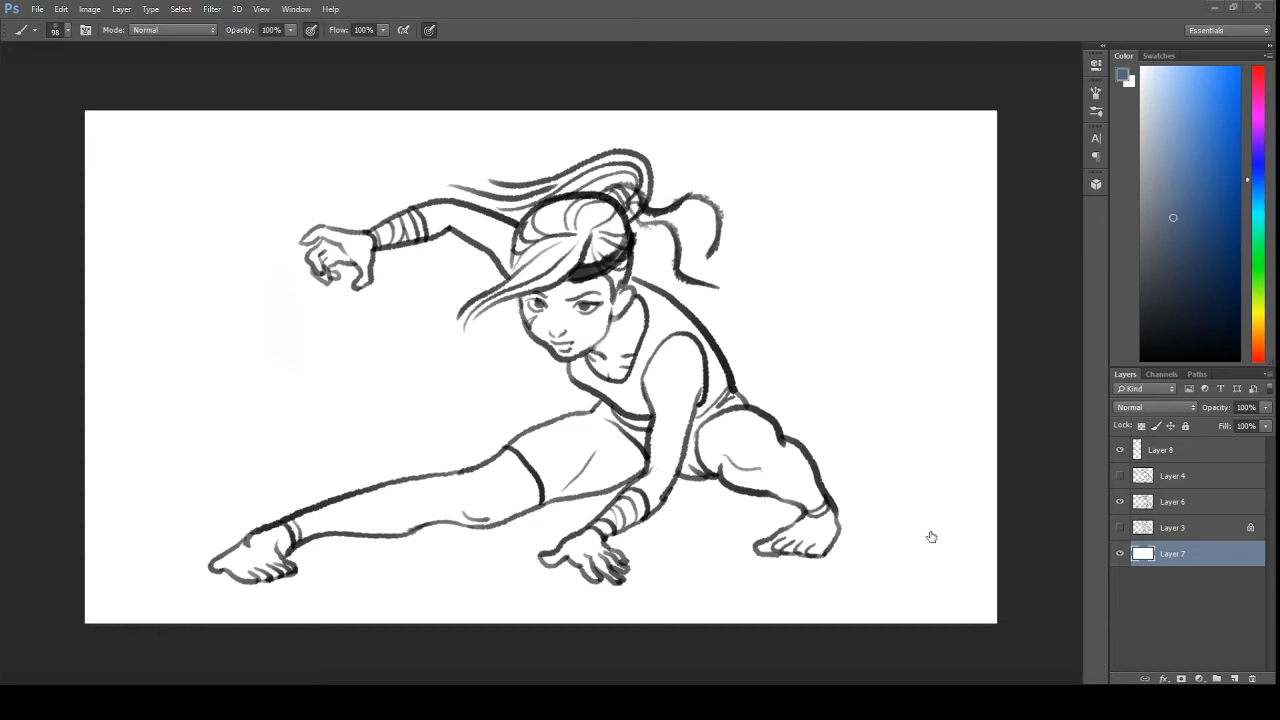 Ps File Edit Image Layer Type Select Filter 3D View Window Help
98 Mode: Normal Opacity: 100% Flow: 100% Essentials
Color Swatches
A
Layers Channels Paths
Kind
Normal Opacity: 100%
Lock: Fill: 100%
Layer 8
Layer 4
Layer 6
Layer 3
Layer 7
fx